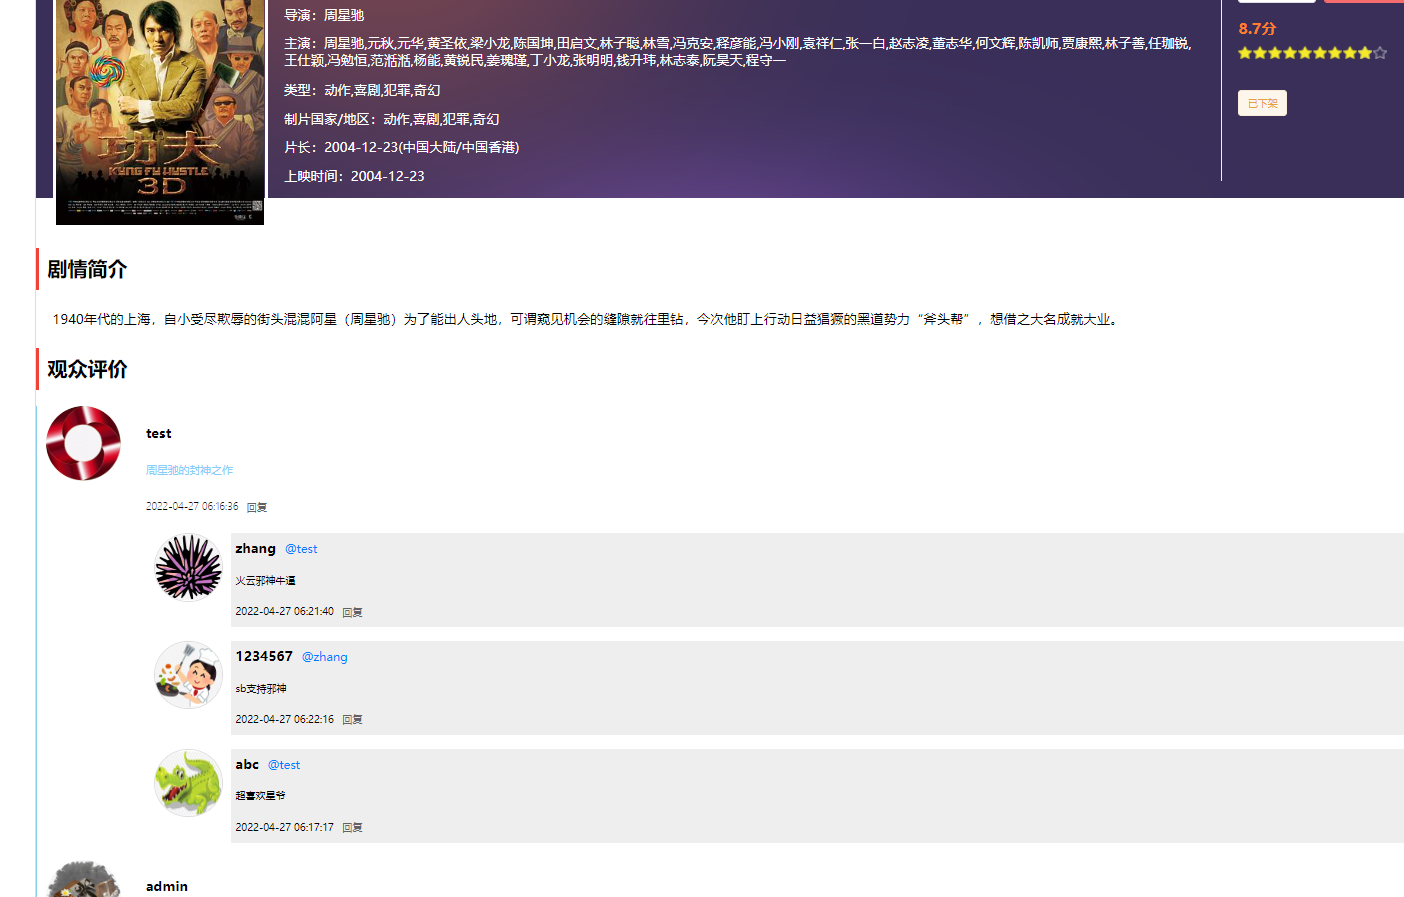 导演：周星驰
主演：周星驰,元秋,元华,黄圣依,梁小龙,陈国坤,田启文,林子聪,林雪,冯克安,释彦能,冯小刚,袁祥仁,张一白,赵志凌,董志华,何文辉,陈凯师,贾康熙,林子善,任珈锐,
王仕颖,冯勉恒,范湉湉,杨能,黄锐民,姜瑰瑾,丁小龙,张明明,钱升玮,林志泰,阮昊天,程守一
类型：动作,喜剧,犯罪,奇幻
制片国家/地区：动作,喜剧,犯罪,奇幻
片长：2004-12-23(中国大陆/中国香港)
上映时间：2004-12-23
8.7分
已下架
功夫
KUNG FU HUSTLE
3D
剧情简介
1940年代的上海，自小受尽欺辱的街头混混阿星（周星驰）为了能出人头地，可谓窥见机会的缝隙就往里钻，今次他盯上行动日益猖獗的黑道势力“斧头帮”，想借之大名成就大业。
观众评价
test
周星驰的封神之作
2022-04-27 06:16:36 回复
zhang @test
火云邪神牛逼
2022-04-27 06:21:40 回复
1234567 @zhang
sb支持邪神
2022-04-27 06:22:16 回复
abc @test
超喜欢星爷
2022-04-27 06:17:17 回复
admin